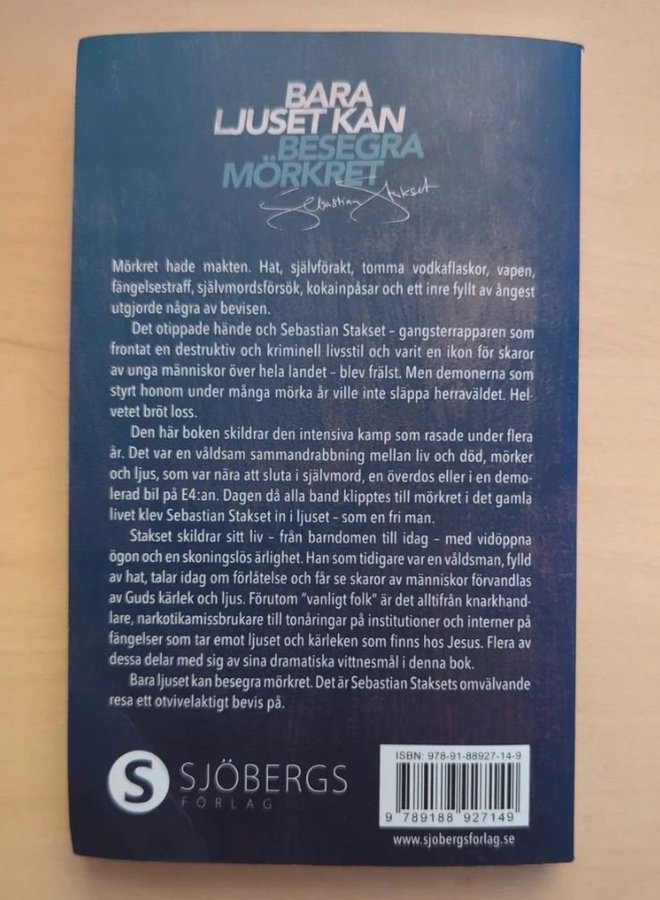 BARA
LJUSET KAN
BESEGRA
MÖRKRET
Sebastian Stakset
Mörkret hade makten. Hat, självförakt, tomma vodkaflaskor, vapen,
fängelsestraff, självmordsförsök, kokainpåsar och ett inre fyllt av ångest
utgjorde några av bevisen.
Det otippade hände och Sebastian Stakset – gangsterrapparen som
frontat en destruktiv och kriminell livsstil och varit en ikon för skaror
av unga människor över hela landet – blev frälst. Men demonerna som
styrt honom under många mörka år ville inte släppa herraväldet. Hel-
vetet bröt loss.
Den här boken skildrar den intensiva kamp som rasade under flera
år. Det var en våldsam sammandrabbning mellan liv och död, mörker
och ljus, som var nära att sluta i självmord, en överdos eller i en demo-
lerad bil på E4:an. Dagen då alla band klipptes till mörkret i det gamla
livet klev Sebastian Stakset in i ljuset – som en fri man.
Stakset skildrar sitt liv – från barndomen till idag – med vidöppna
ögon och en skoningslös ärlighet. Han som tidigare var en våldsman, fylld
av hat, talar idag om förlåtelse och får se skaror av människor förvandlas
av Guds kärlek och ljus. Förutom ”vanligt folk” är det alltifrån knarkhand-
lare, narkotikamissbrukare till tonåringar på institutioner och interner på
fängelser som tar emot ljuset och kärleken som finns hos Jesus. Flera av
dessa delar med sig av sina dramatiska vittnesmål i denna bok.
Bara ljuset kan besegra mörkret. Det är Sebastian Staksets omvälvande
resa ett otvivelaktigt bevis på.
S SJÖBERGS
FÖRLAG
ISBN: 978-91-88927-14-9
9 789188 927149
www.sjobergsforlag.se